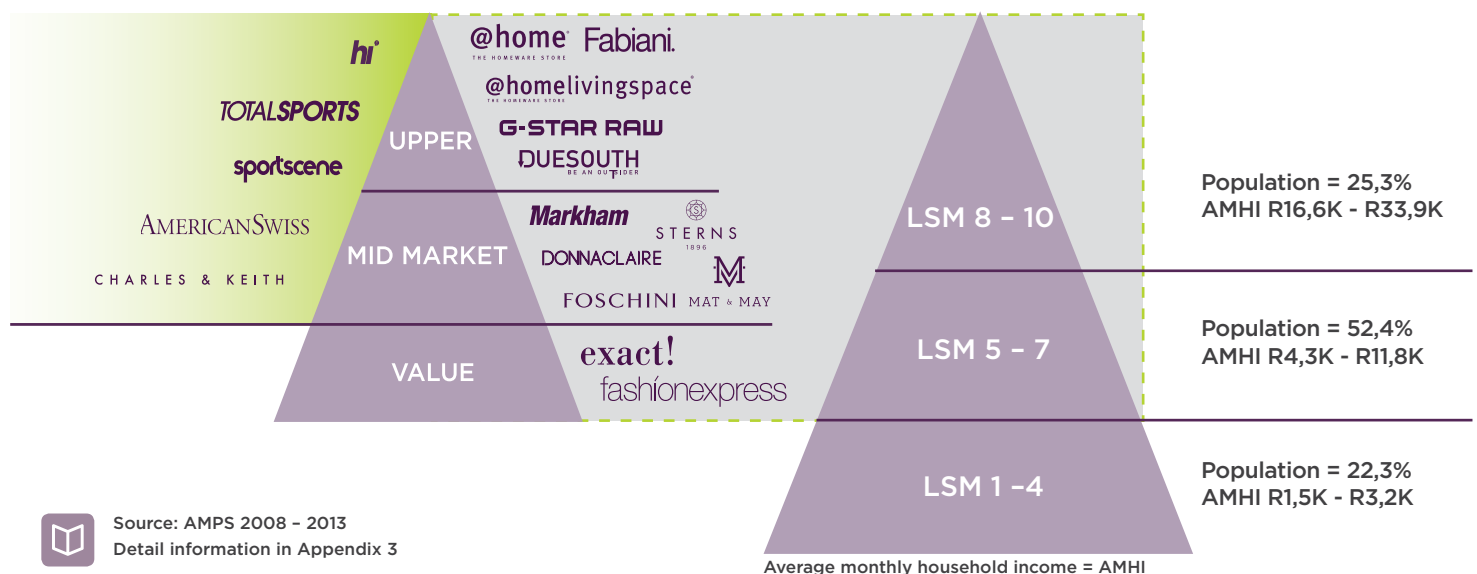 hi
TOTALSPORTS
sportscene
AMERICANSWISS
CHARLES & KEITH
UPPER
MID MARKET
VALUE
@home
THE HOMEWARE STORE
Fabiani.
@homelivingspace
THE HOMEWARE STORE
G-STAR RAW
DUESOUTH
BE AN OUTSIDER
Markham
S
STERNS
1896
DONNACLAIRE
M
FOSCHINI
MAT & MAY
exact!
fashionexpress
LSM 8 – 10
LSM 5 – 7
LSM 1 –4
Population = 25,3%
AMHI R16,6K - R33,9K
Population = 52,4%
AMHI R4,3K - R11,8K
Population = 22,3%
AMHI R1,5K - R3,2K
Source: AMPS 2008 – 2013
Detail information in Appendix 3
Average monthly household income = AMHI